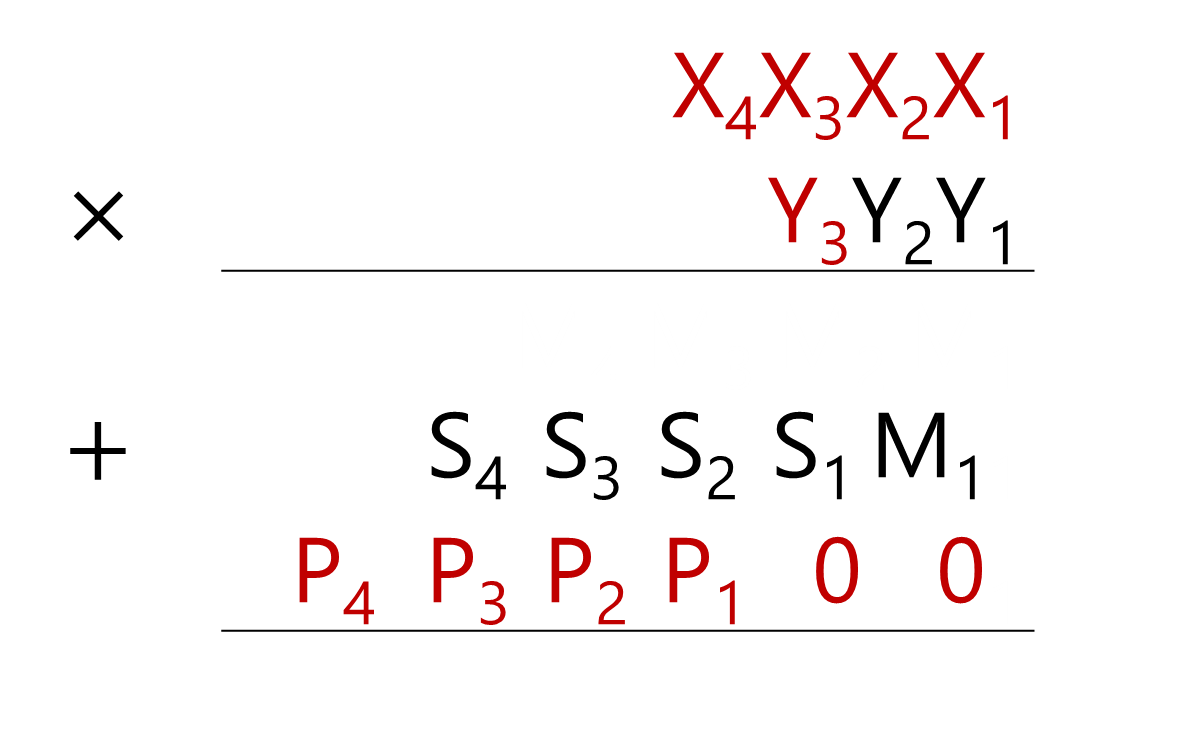 X₄X₃X₂X₁
× Y₃Y₂Y₁
+ S₄ S₃ S₂ S₁ M₁
P₄ P₃ P₂ P₁ 0 0